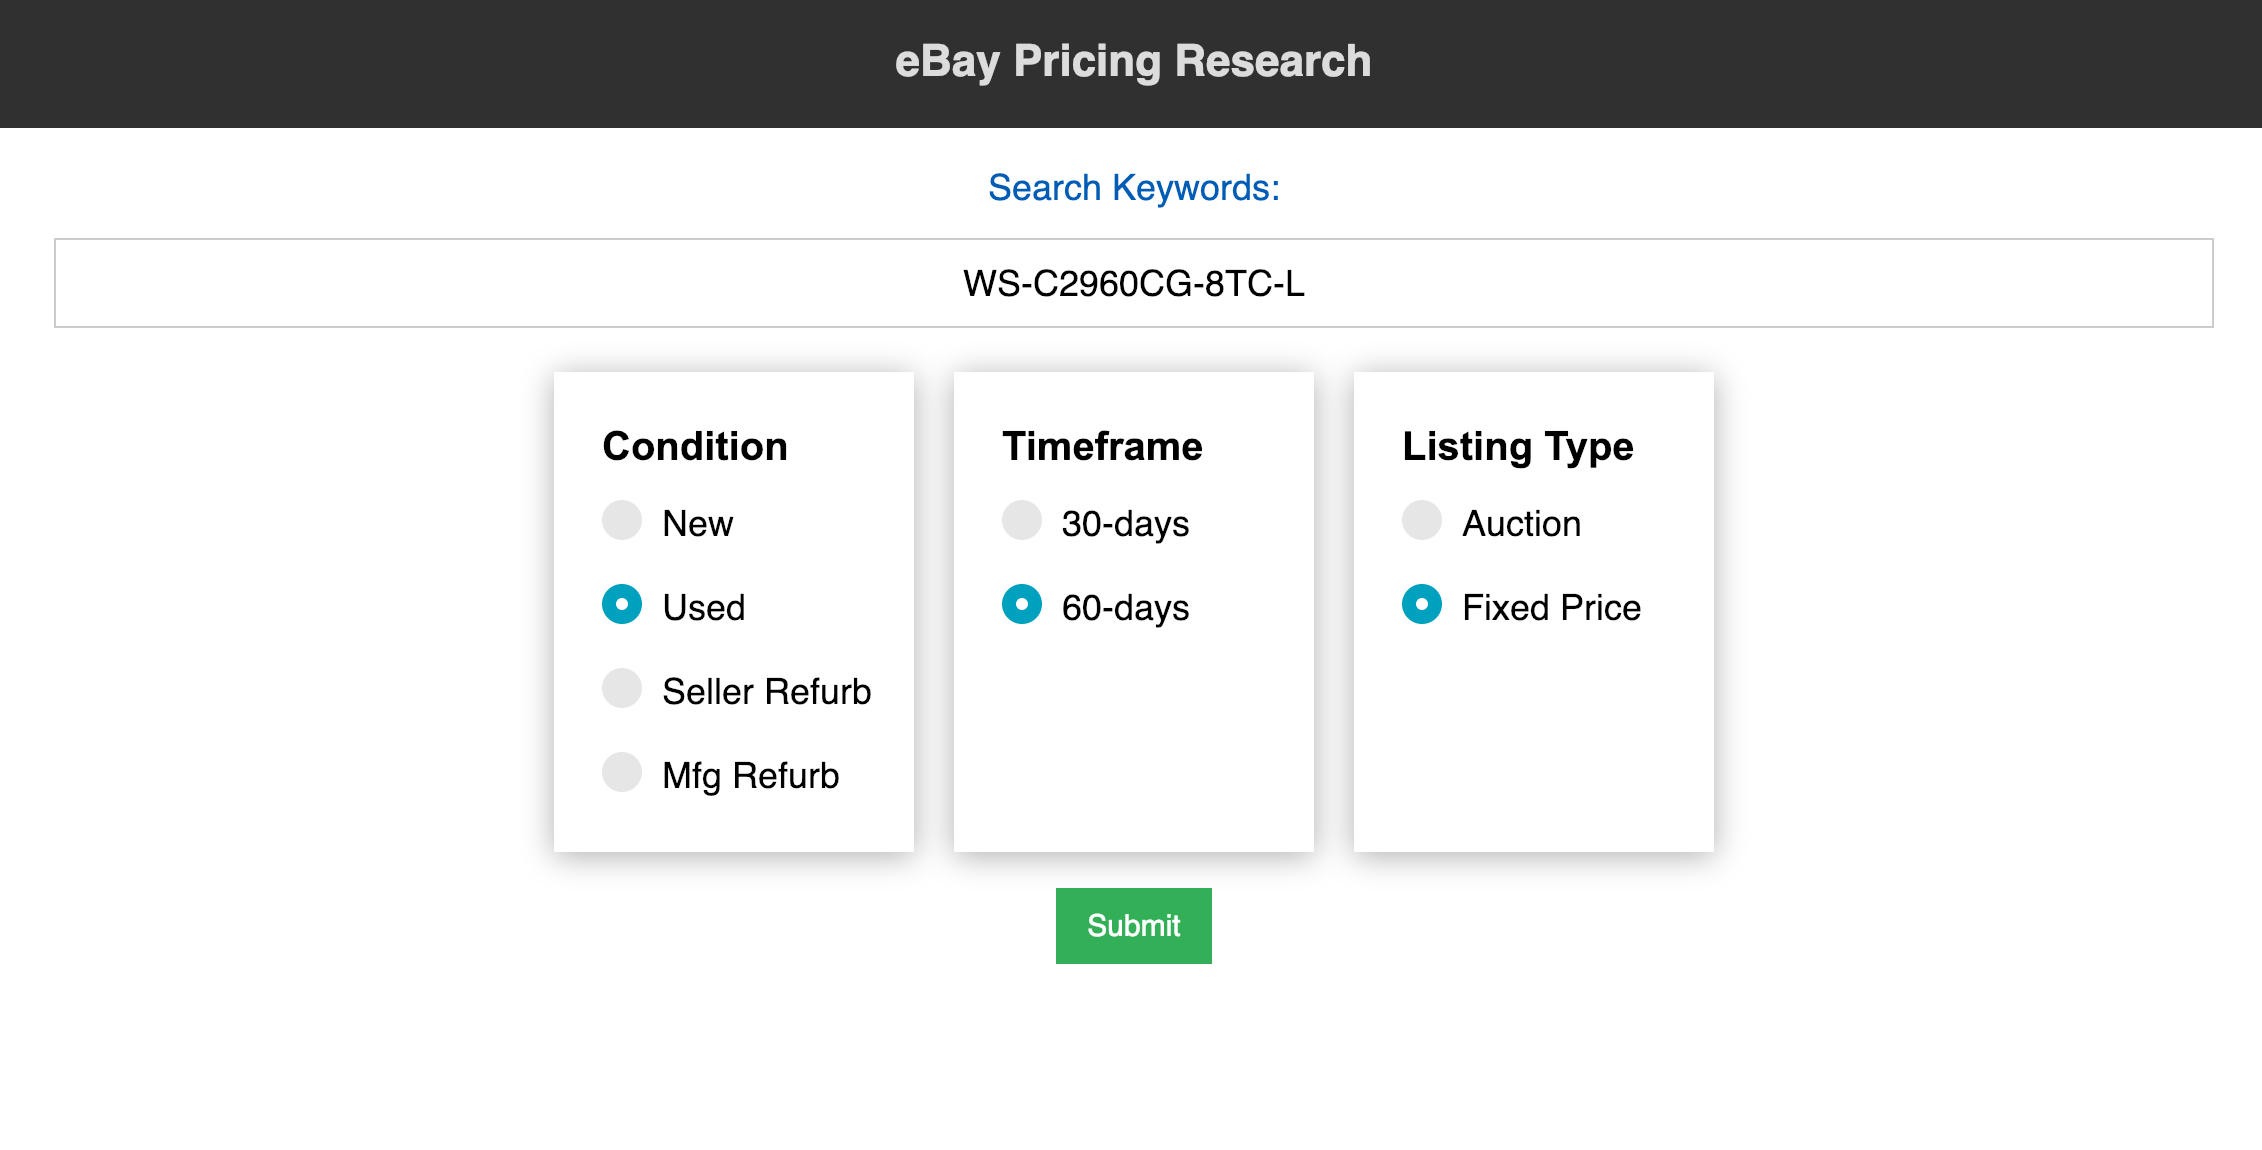 eBay Pricing Research
Search Keywords:
WS-C2960CG-8TC-L
Condition
New
Used
Seller Refurb
Mfg Refurb
Timeframe
30-days
60-days
Listing Type
Auction
Fixed Price
Submit